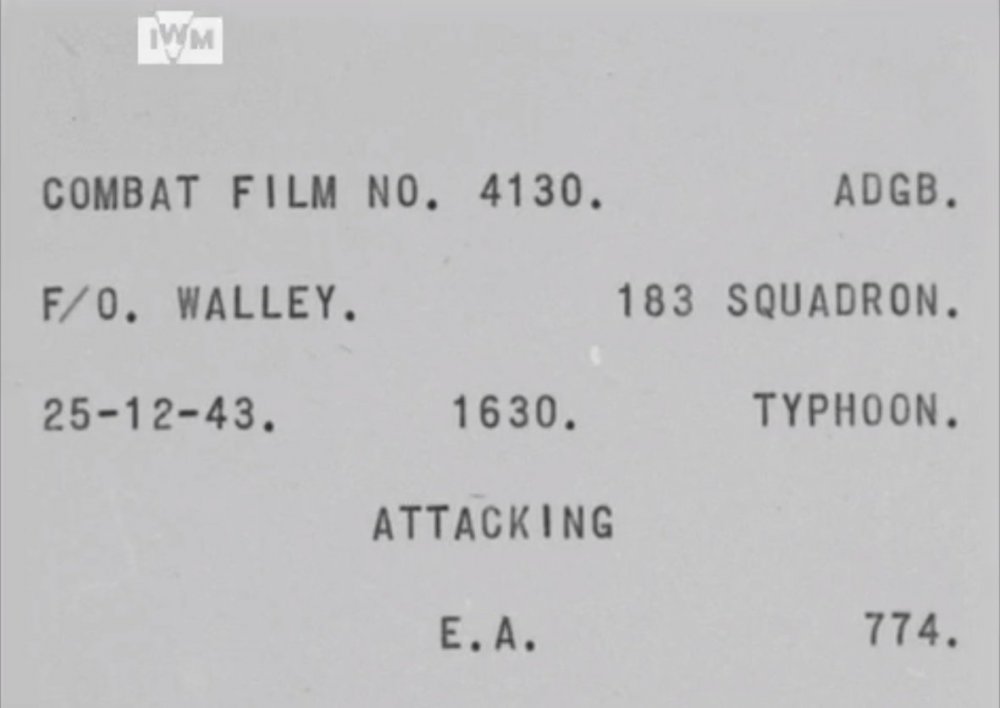 IWM
COMBAT FILM NO. 4130. ADGB.
F/O. WALLEY. 183 SQUADRON.
25-12-43. 1630. TYPHOON.
ATTACKING
E.A. 774.